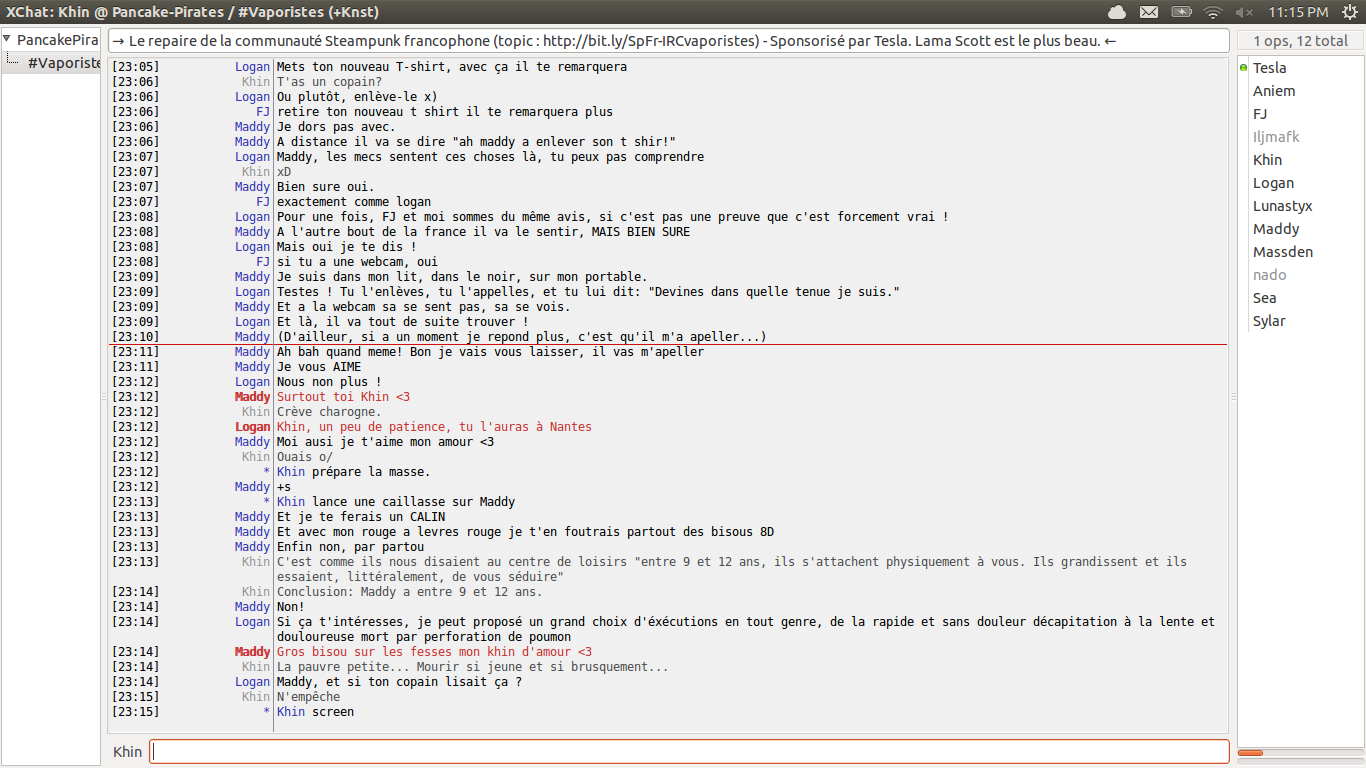 XChat: Khin @ Pancake-Pirates / #Vaporistes (+Knst)
11:15 PM
PancakePira
#Vaporiste
→ Le repaire de la communauté Steampunk francophone (topic : http://bit.ly/SpFr-IRCvaporistes) - Sponsorisé par Tesla. Lama Scott est le plus beau. ←
1 ops, 12 total
[23:05] Logan Mets ton nouveau T-shirt, avec ça il te remarquera
[23:06] Khin T'as un copain?
[23:06] Logan Ou plutôt, enlève-le x)
[23:06] FJ retire ton nouveau t shirt il te remarquera plus
[23:06] Maddy Je dors pas avec.
[23:06] Maddy A distance il va se dire "ah maddy a enlever son t shir!"
[23:07] Logan Maddy, les mecs sentent ces choses là, tu peux pas comprendre
[23:07] Khin xD
[23:07] Maddy Bien sure oui.
[23:07] FJ exactement comme logan
[23:08] Logan Pour une fois, FJ et moi sommes du même avis, si c'est pas une preuve que c'est forcement vrai !
[23:08] Maddy A l'autre bout de la france il va le sentir, MAIS BIEN SURE
[23:08] Logan Mais oui je te dis !
[23:08] FJ si tu a une webcam, oui
[23:09] Maddy Je suis dans mon lit, dans le noir, sur mon portable.
[23:09] Logan Testes ! Tu l'enlèves, tu l'appelles, et tu lui dit: "Devines dans quelle tenue je suis."
[23:09] Maddy Et a la webcam sa se sent pas, sa se vois.
[23:09] Logan Et là, il va tout de suite trouver !
[23:10] Maddy (D'ailleur, si a un moment je repond plus, c'est qu'il m'a apeller...)
[23:11] Maddy Ah bah quand meme! Bon je vais vous laisser, il vas m'apeller
[23:11] Maddy Je vous AIME
[23:12] Logan Nous non plus !
[23:12] Maddy Surtout toi Khin <3
[23:12] Khin Crève charogne.
[23:12] Logan Khin, un peu de patience, tu l'auras à Nantes
[23:12] Maddy Moi ausi je t'aime mon amour <3
[23:12] Khin Ouais o/
[23:12] * Khin prépare la masse.
[23:12] Maddy +s
[23:13] * Khin lance une caillasse sur Maddy
[23:13] Maddy Et je te ferais un CALIN
[23:13] Maddy Et avec mon rouge a levres rouge je t'en foutrais partout des bisous 8D
[23:13] Maddy Enfin non, par partou
[23:13] Khin C'est comme ils nous disaient au centre de loisirs "entre 9 et 12 ans, ils s'attachent physiquement à vous. Ils grandissent et ils
essaient, littéralement, de vous séduire"
[23:14] Khin Conclusion: Maddy a entre 9 et 12 ans.
[23:14] Maddy Non!
[23:14] Logan Si ça t'intéresses, je peut proposé un grand choix d'éxécutions en tout genre, de la rapide et sans douleur décapitation à la lente et
douloureuse mort par perforation de poumon
[23:14] Maddy Gros bisou sur les fesses mon khin d'amour <3
[23:14] Khin La pauvre petite... Mourir si jeune et si brusquement...
[23:14] Logan Maddy, et si ton copain lisait ça ?
[23:15] Khin N'empêche
[23:15] * Khin screen
Khin
Tesla
Aniem
FJ
Iljmafk
Khin
Logan
Lunastyx
Maddy
Massden
nado
Sea
Sylar